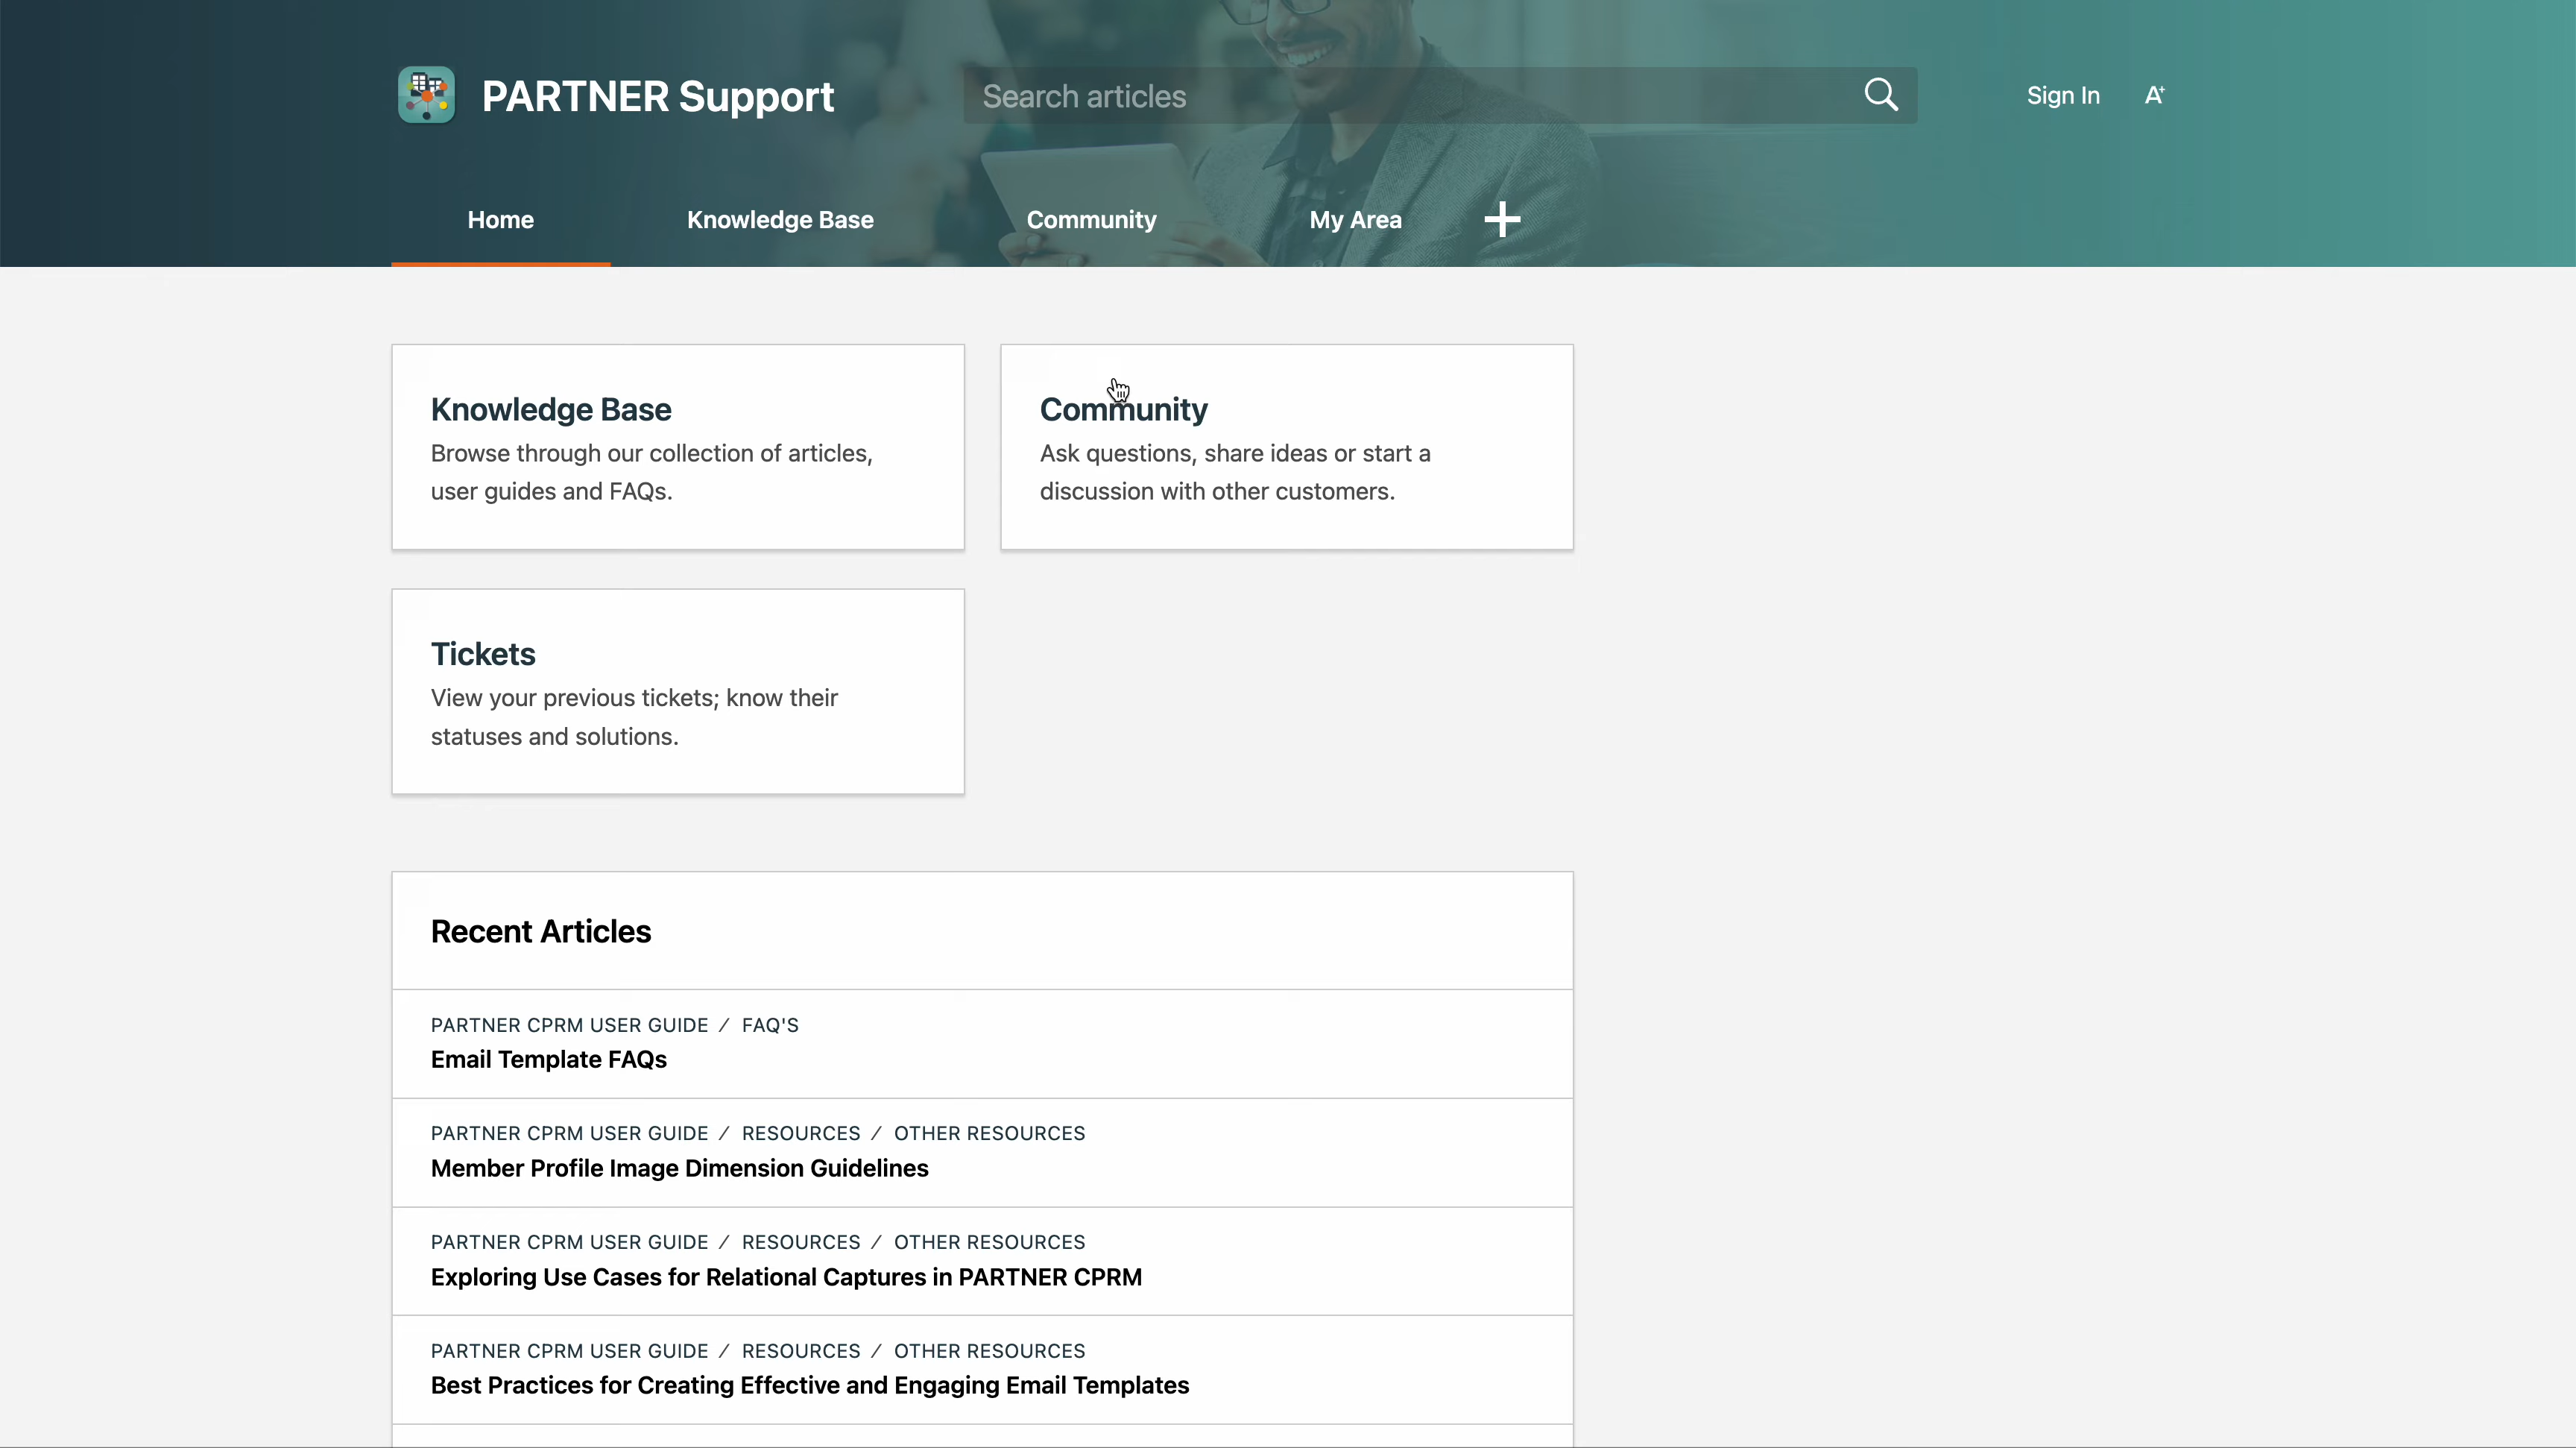 PARTNER Support
Search articles
Sign In
A+
Home
Knowledge Base
Community
My Area
Knowledge Base
Browse through our collection of articles,
user guides and FAQs.
Community
Ask questions, share ideas or start a
discussion with other customers.
Tickets
View your previous tickets; know their
statuses and solutions.
Recent Articles
PARTNER CPRM USER GUIDE / FAQ'S
Email Template FAQs
PARTNER CPRM USER GUIDE / RESOURCES / OTHER RESOURCES
Member Profile Image Dimension Guidelines
PARTNER CPRM USER GUIDE / RESOURCES / OTHER RESOURCES
Exploring Use Cases for Relational Captures in PARTNER CPRM
PARTNER CPRM USER GUIDE / RESOURCES / OTHER RESOURCES
Best Practices for Creating Effective and Engaging Email Templates